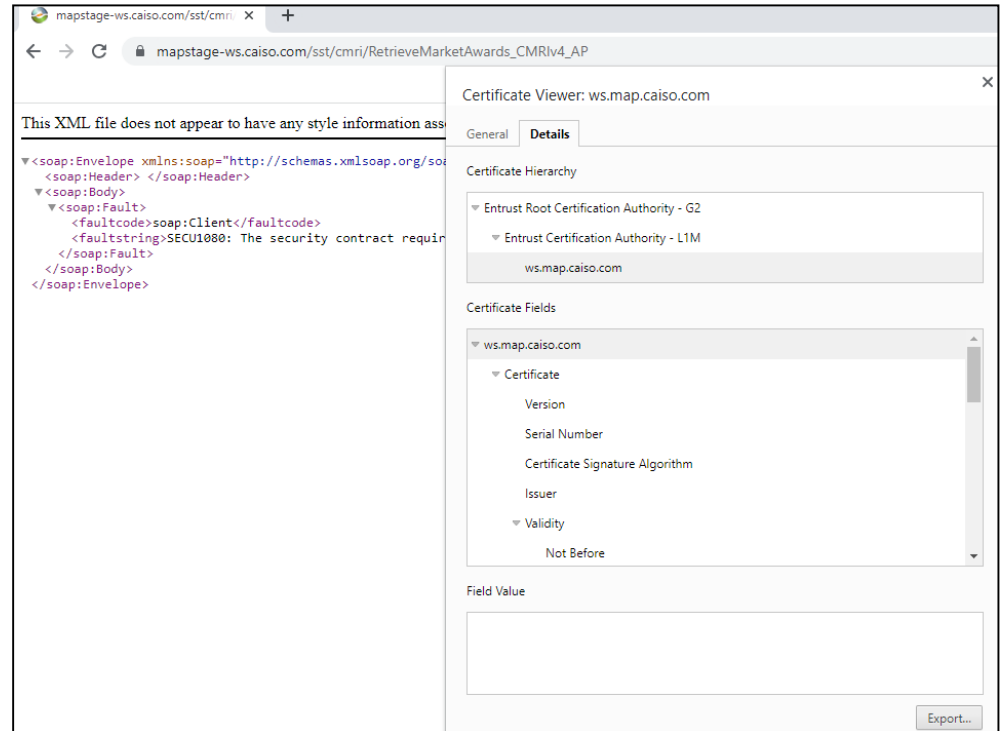 mapstage-ws.caiso.com/sst/cmri
mapstage-ws.caiso.com/sst/cmri/RetrieveMarketAwards_CMRIv4_AP
This XML file does not appear to have any style information ass
<soap:Envelope xmlns:soap="http://schemas.xmlsoap.org/soa
<soap:Header> </soap:Header>
<soap:Body>
<soap:Fault>
<faultcode>soap:Client</faultcode>
<faultstring>SECU1080: The security contract requir
</soap:Fault>
</soap:Body>
</soap:Envelope>
Certificate Viewer: ws.map.caiso.com
General Details
Certificate Hierarchy
Entrust Root Certification Authority - G2
Entrust Certification Authority - L1M
ws.map.caiso.com
Certificate Fields
ws.map.caiso.com
Certificate
Version
Serial Number
Certificate Signature Algorithm
Issuer
Validity
Not Before
Field Value
Export...